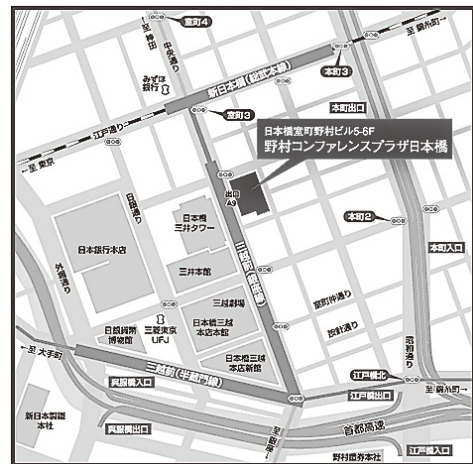 室町4
←至 神田
中央通り
みずほ
銀行
新日本橋(総武本線)
至 錦糸町→
本町3
本町出口
室町3
江戸通り
←至 東京
日本橋室町野村ビル5-6F
野村コンファレンスプラザ日本橋
出口
A9
日銀通り
日本橋
三井タワー
日本銀行本店
外堀通り
三井本館
三越前(銀座線)
本町2
本町入口
室町仲通り
按針通り
三越劇場
日本橋三越
本店本館
日銀貨幣
博物館
三菱東京
UFJ
日本橋三越
本店新館
昭和通り
←至 大手町
三越前(半蔵門線)
呉服橋入口
江戸橋北
至 錦糸町→
江戸橋出口
新日本製鐵
本社
呉服橋出口
←至 銀座
首都高速
野村證券本社
江戸橋入口